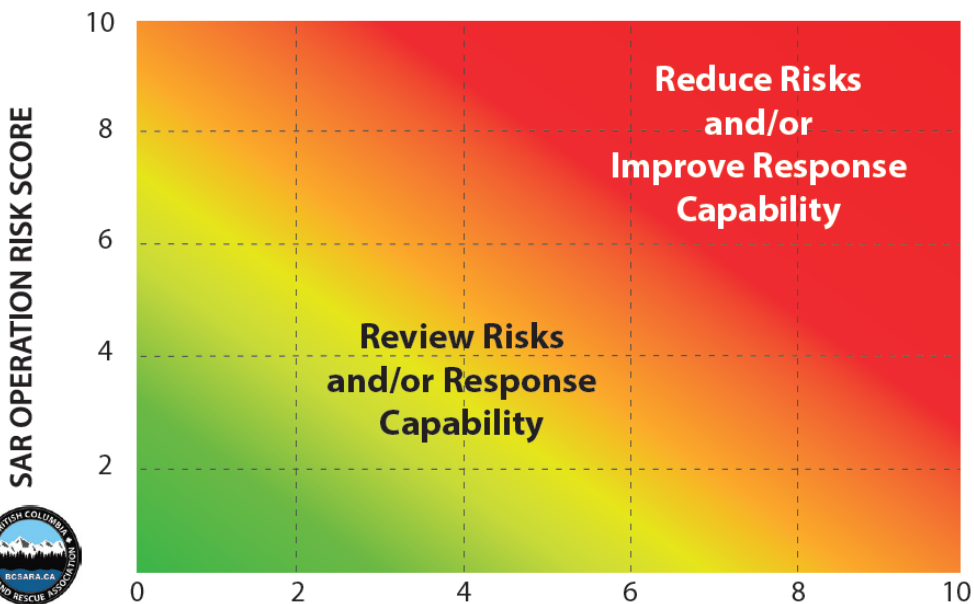 10
8
6
4
2
SAR OPERATION RISK SCORE
Reduce Risks
and/or
Improve Response
Capability
Review Risks
and/or Response
Capability
0 2 4 6 8 10
BCSARA.CA